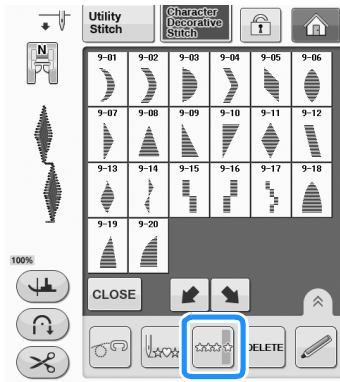 Utility
Stitch
Character
Decorative
Stitch
N
9-01 9-02 9-03 9-04 9-05 9-06
9-07 9-08 9-09 9-10 9-11 9-12
9-13 9-14 9-15 9-16 9-17 9-18
9-19 9-20
100%
CLOSE
DELETE